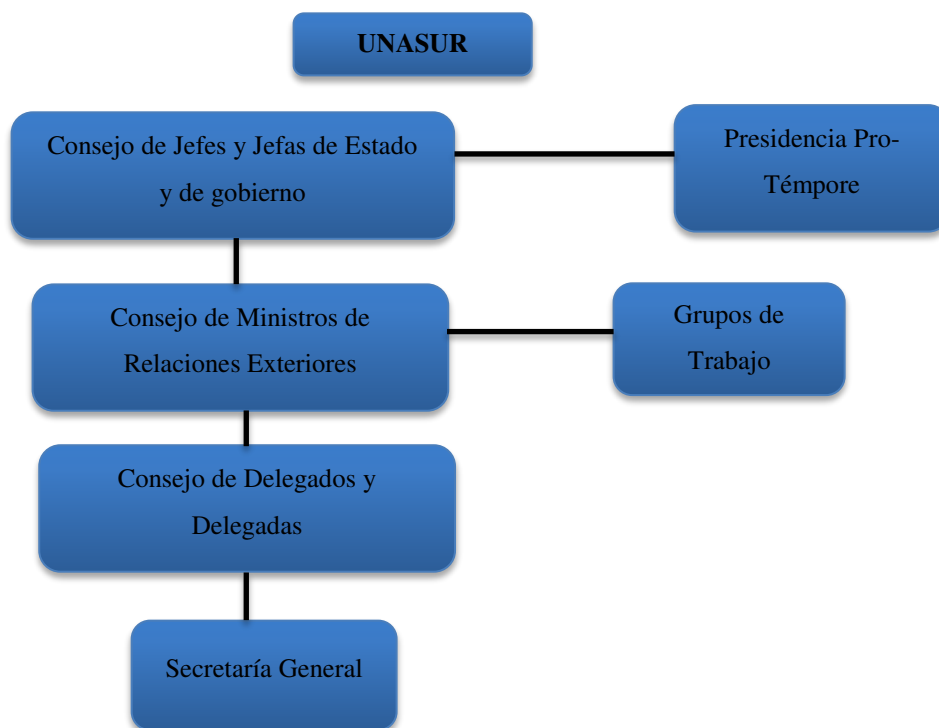 UNASUR
Consejo de Jefes y Jefas de Estado
y de gobierno
Presidencia Pro-
Témpore
Consejo de Ministros de
Relaciones Exteriores
Grupos de
Trabajo
Consejo de Delegados y
Delegadas
Secretaría General